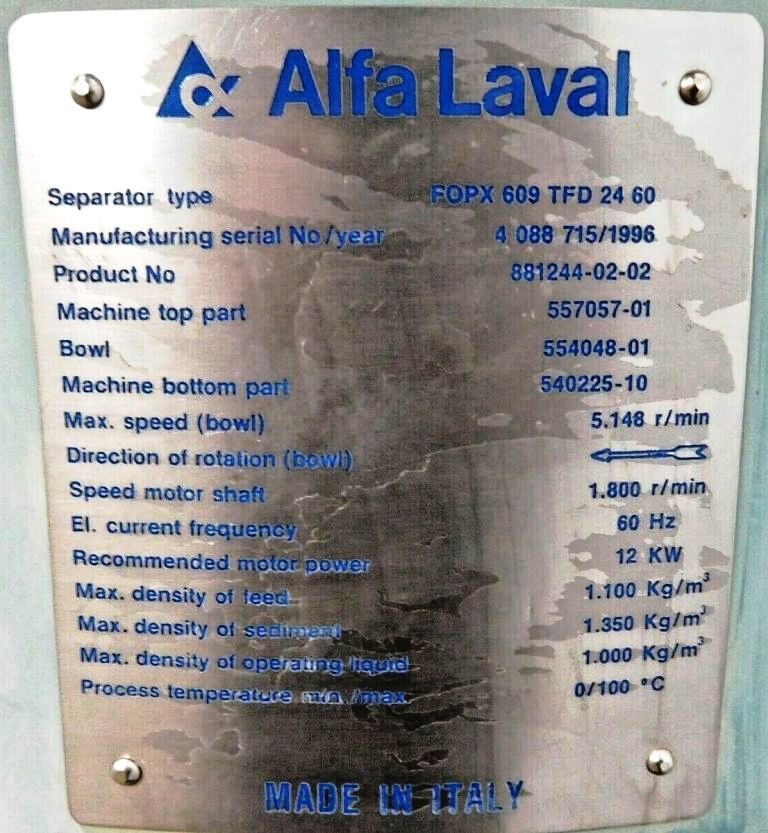 Alfa Laval
Separator type FOPX 609 TFD 24 60
Manufacturing serial No/year 4 088 715/1996
Product No 881244-02-02
Machine top part 557057-01
Bowl 554048-01
Machine bottom part 540225-10
Max. speed (bowl) 5.148 r/min
Direction of rotation (bowl)
Speed motor shaft 1.800 r/min
El. current frequency 60 Hz
Recommended motor power 12 KW
Max. density of feed 1.100 Kg/m³
Max. density of sediment 1.350 Kg/m³
Max. density of operating liquid 1.000 Kg/m³
Process temperature min./max. 0/100 °C
MADE IN ITALY